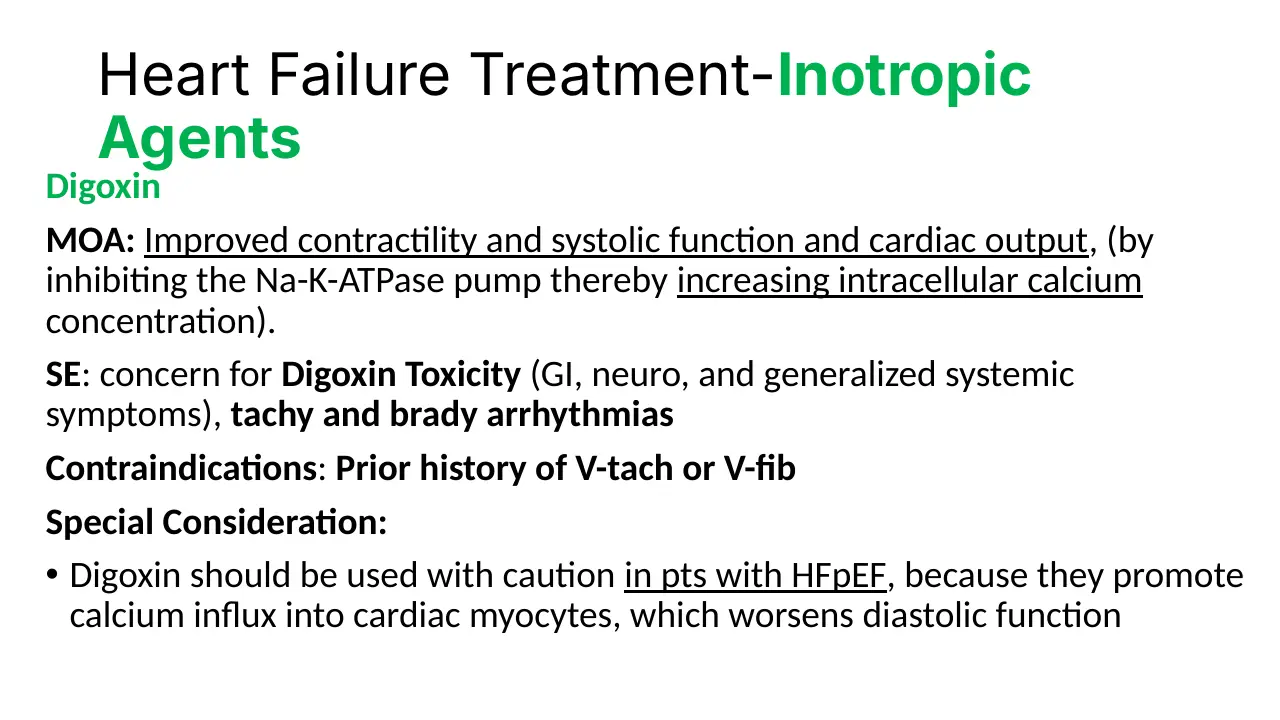 Heart Failure Treatment-Inotropic
Agents
Digoxin
MOA: Improved contractility and systolic function and cardiac output, (by
inhibiting the Na-K-ATPase pump thereby increasing intracellular calcium
concentration).
SE: concern for Digoxin Toxicity (GI, neuro, and generalized systemic
symptoms), tachy and brady arrhythmias
Contraindications: Prior history of V-tach or V-fib
Special Consideration:
• Digoxin should be used with caution in pts with HFpEF, because they promote
calcium influx into cardiac myocytes, which worsens diastolic function